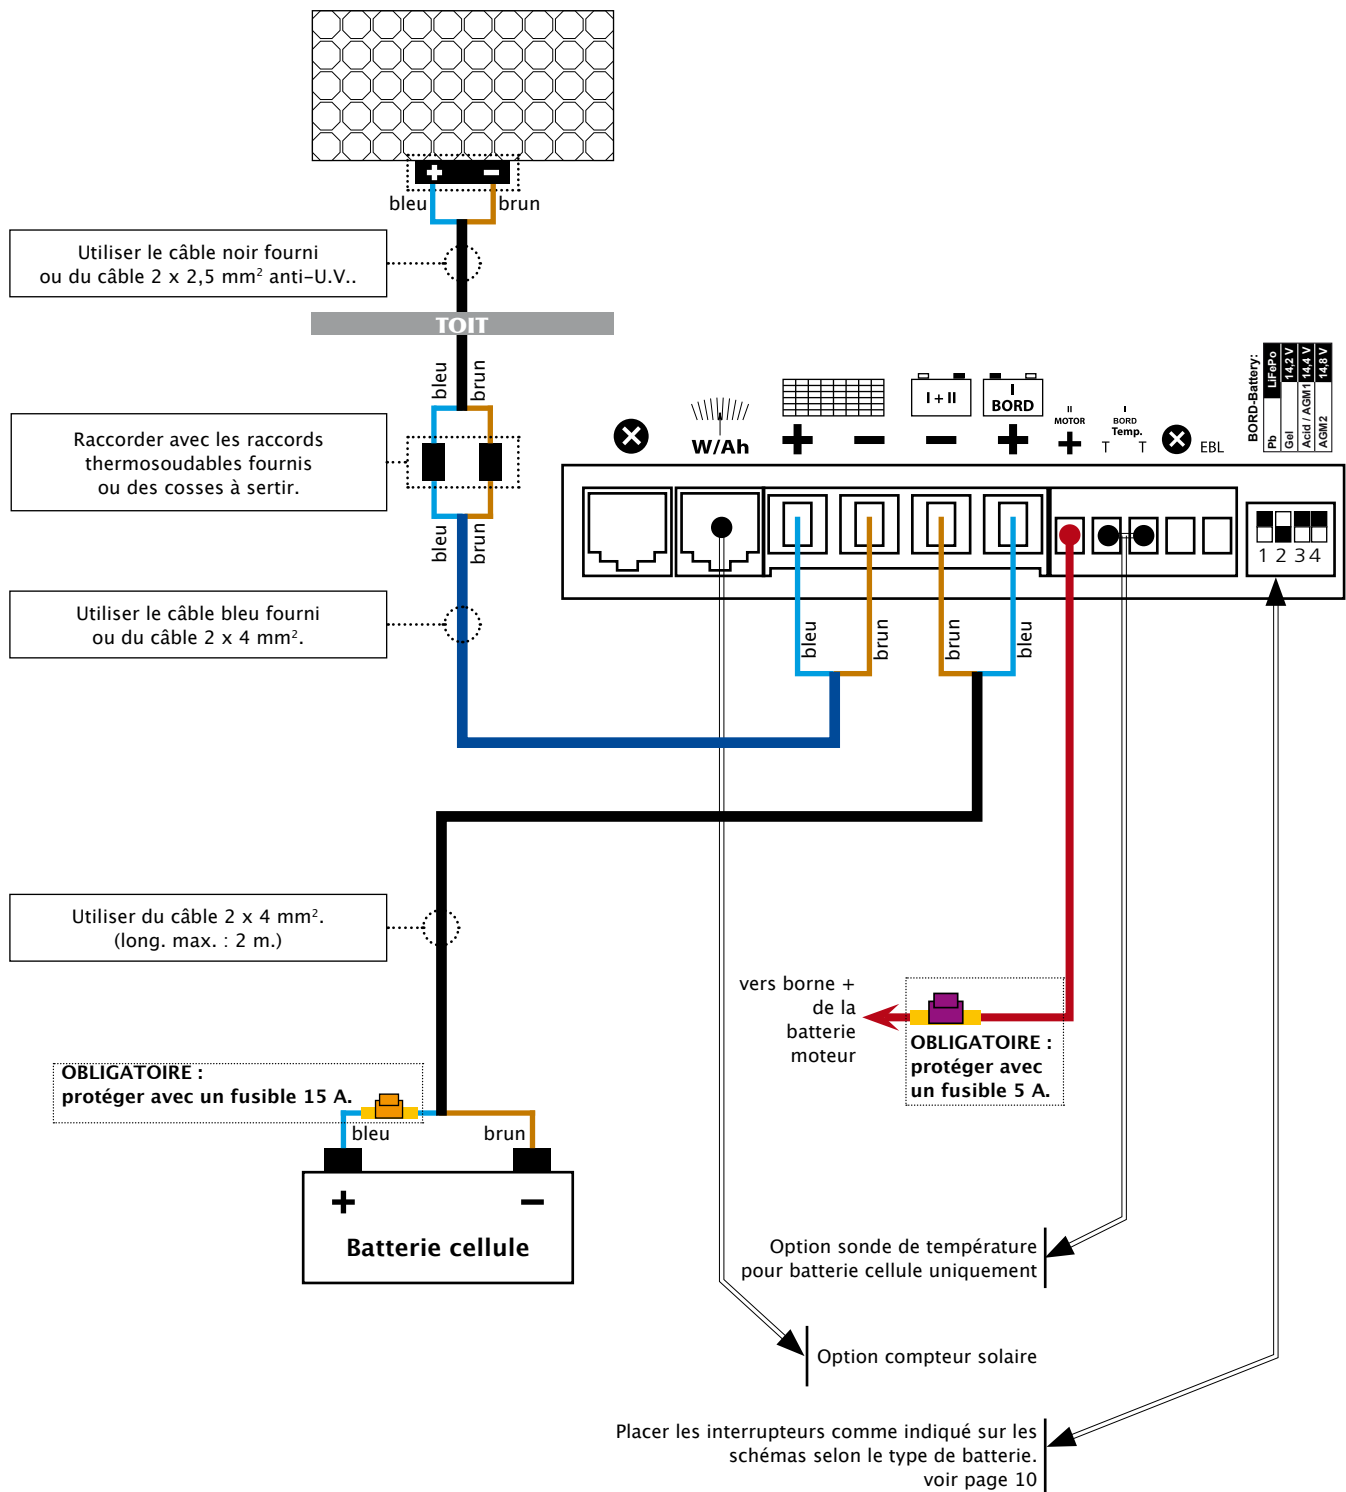 bleu
brun
Utiliser le câble noir fourni
ou du câble 2 x 2,5 mm² anti-U.V..
TOIT
bleu
brun
Raccorder avec les raccords
thermosoudables fournis
ou des cosses à sertir.
bleu
brun
Utiliser le câble bleu fourni
ou du câble 2 x 4 mm².
W/Ah
I + II
I
BORD
II
MOTOR
I
BORD
Temp.
T T
EBL
BORD-Battery:
Pb LiFePo
Gel 14,2 V
Acid / AGM1 14,4 V
AGM2 14,8 V
1 2 3 4
bleu
brun
brun
bleu
Utiliser du câble 2 x 4 mm².
(long. max. : 2 m.)
vers borne +
de la
batterie
moteur
OBLIGATOIRE :
protéger avec
un fusible 5 A.
OBLIGATOIRE :
protéger avec un fusible 15 A.
bleu
brun
Batterie cellule
Option sonde de température
pour batterie cellule uniquement
Option compteur solaire
Placer les interrupteurs comme indiqué sur les
schémas selon le type de batterie.
voir page 10